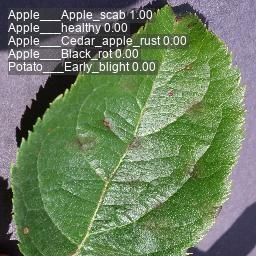 Apple___Apple_scab 1.00
Apple___healthy 0.00
Apple___Cedar_apple_rust 0.00
Apple___Black_rot 0.00
Potato___Early_blight 0.00